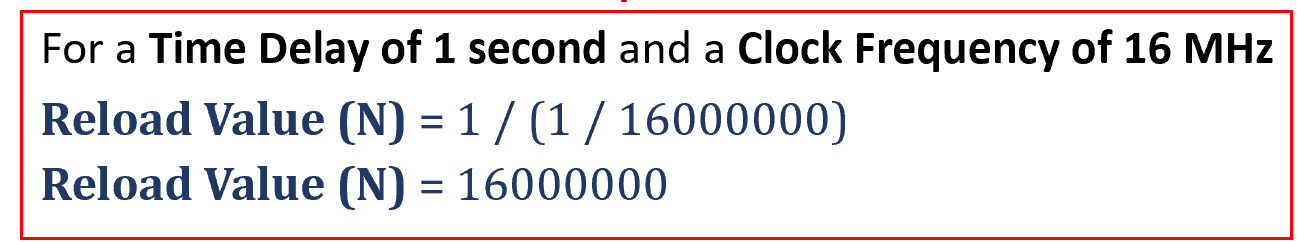 For a Time Delay of 1 second and a Clock Frequency of 16 MHz
Reload Value (N) = 1 / (1 / 16000000)
Reload Value (N) = 16000000